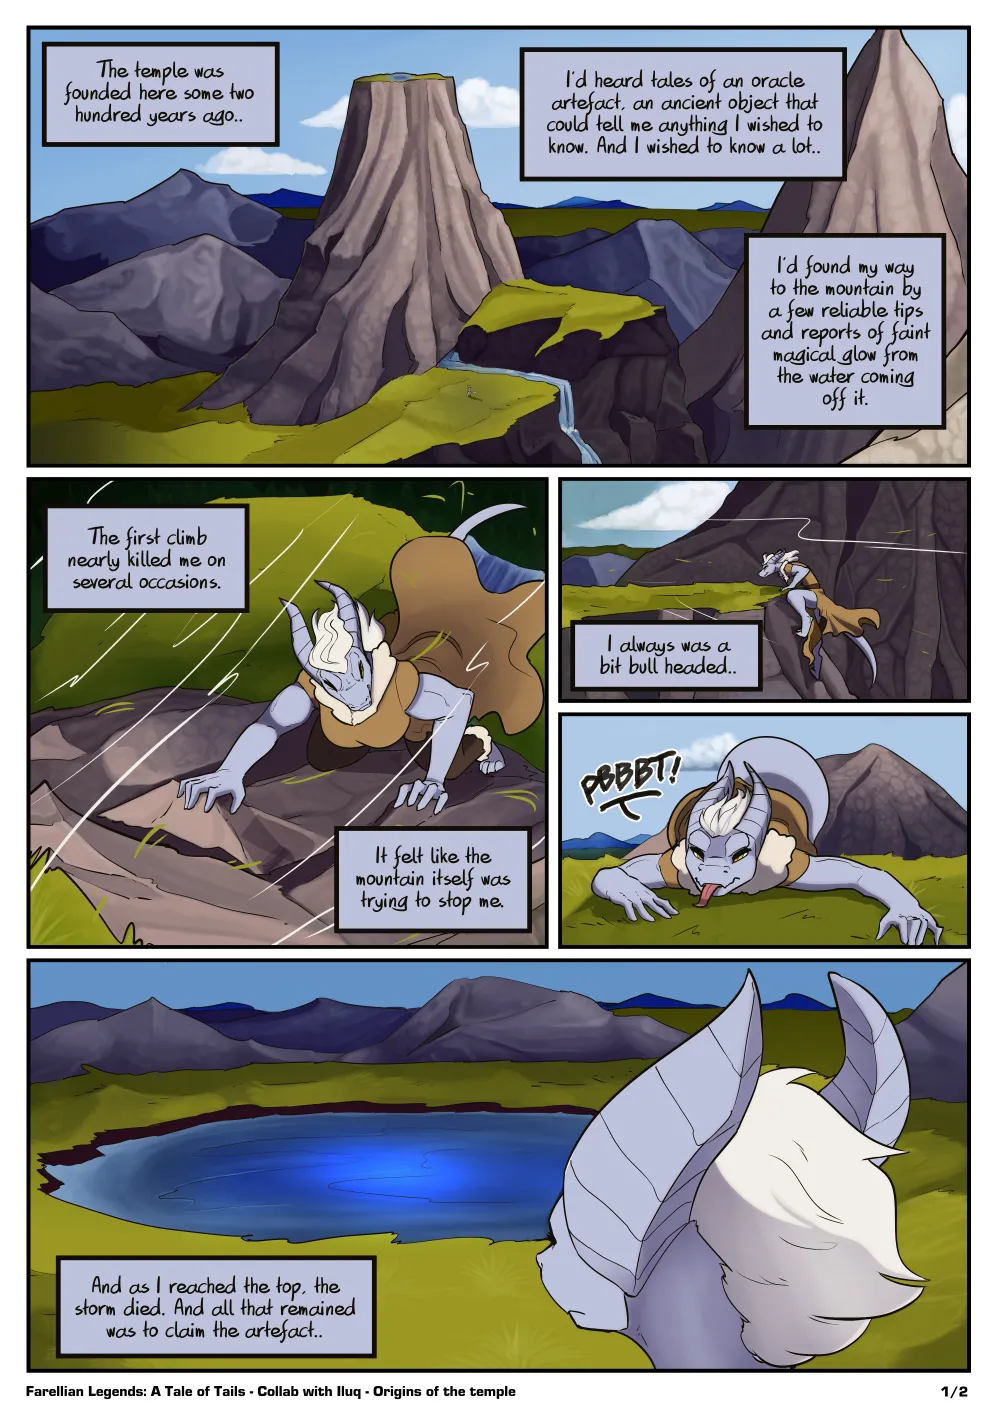 The temple was
founded here some two
hundred years ago..
I'd heard tales of an oracle
artefact, an ancient object that
could tell me anything I wished to
know. And I wished to know a lot..
I'd found my way
to the mountain by
a few reliable tips
and reports of faint
magical glow from
the water coming
off it.
The first climb
nearly killed me on
several occasions.
It felt like the
mountain itself was
trying to stop me.
I always was a
bit bull headed..
PBBBT!
And as I reached the top, the
storm died. And all that remained
was to claim the artefact..
Farellian Legends: A Tale of Tails - Collab with Iluq - Origins of the temple
1/2